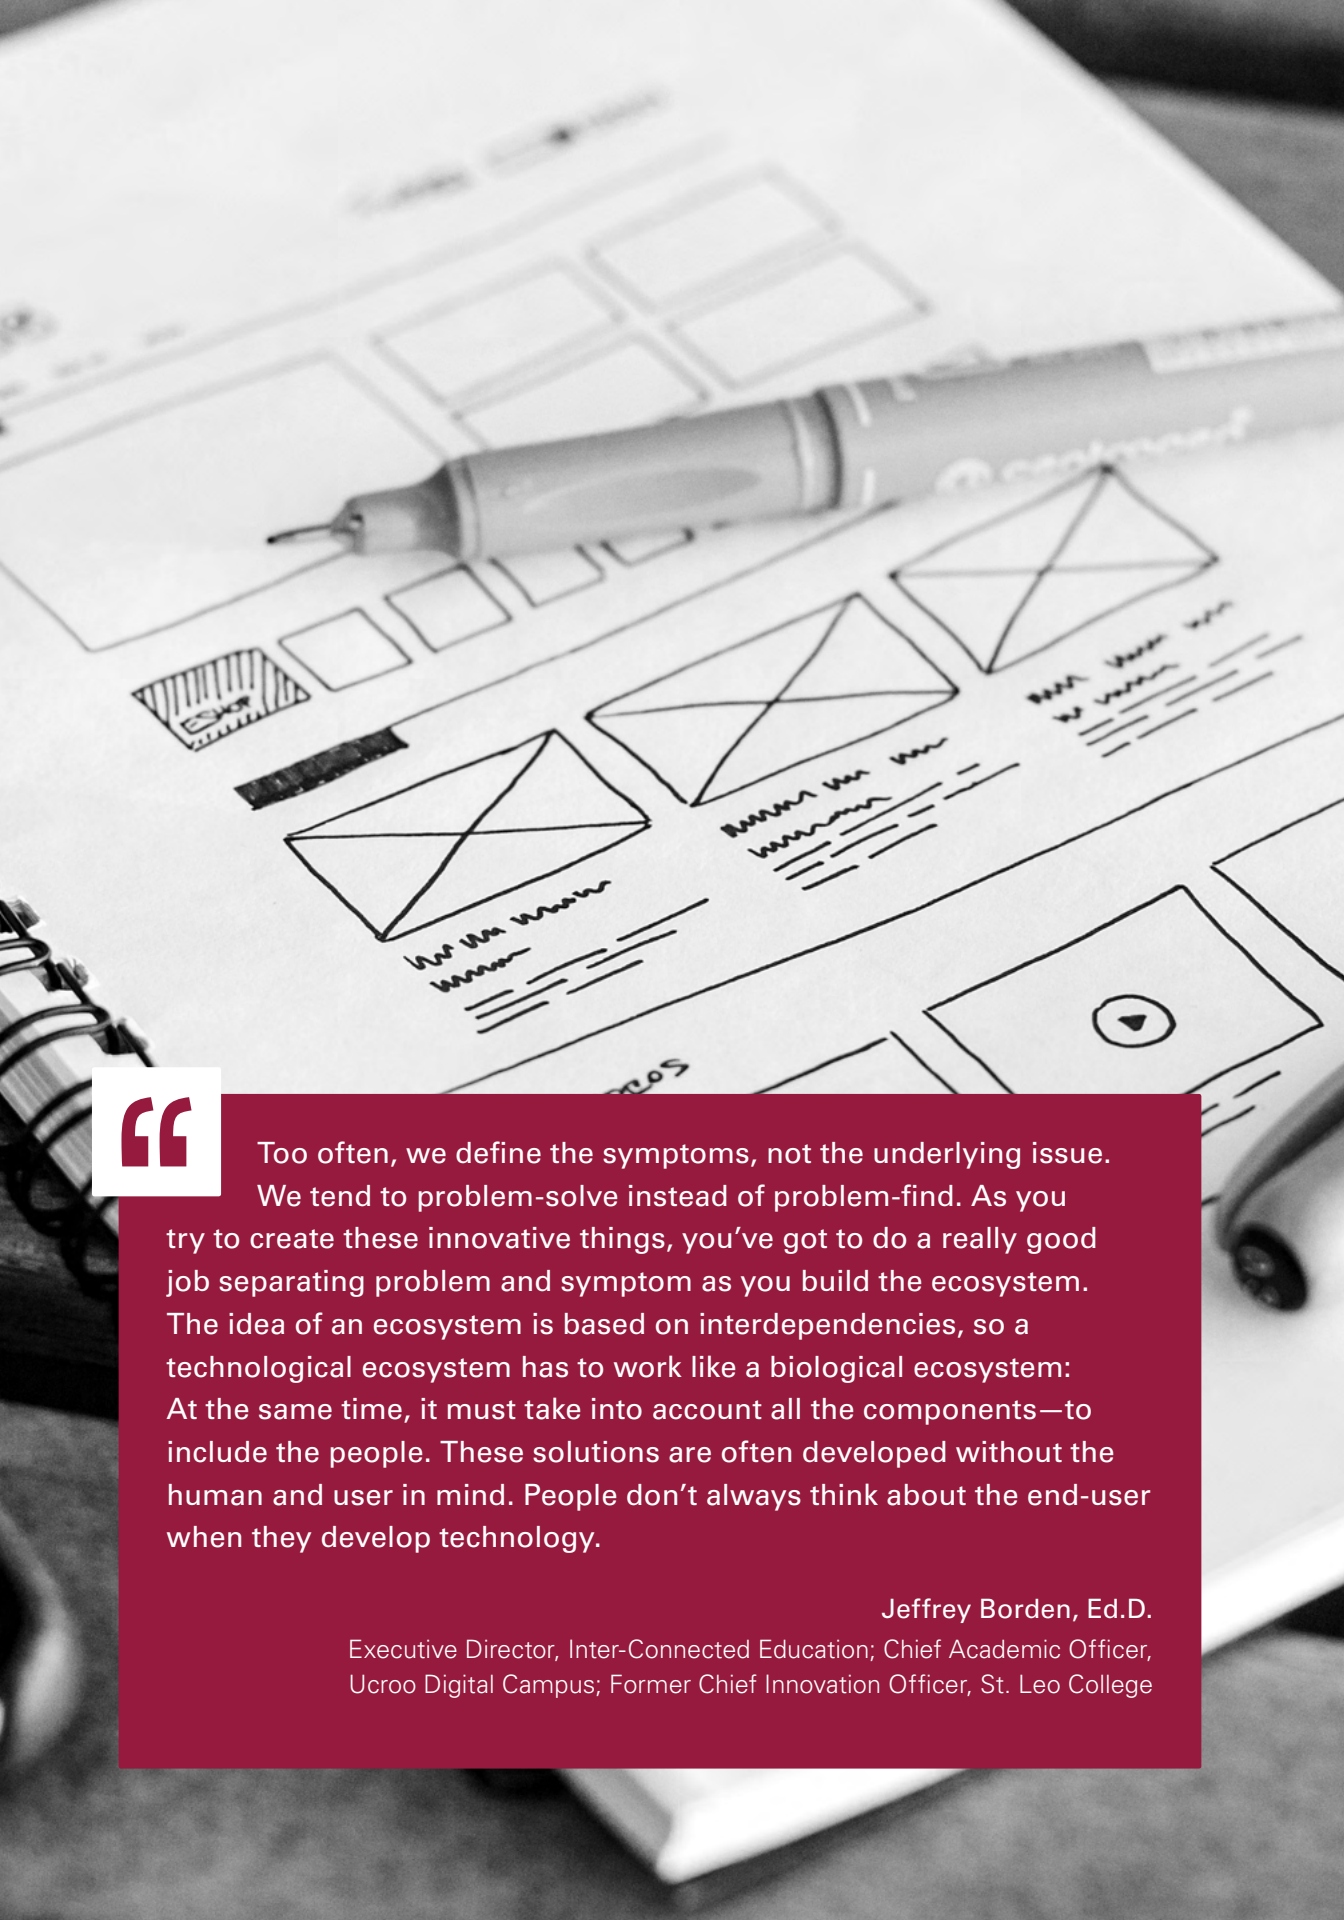 ESHOP
“
Too often, we define the symptoms, not the underlying issue.
We tend to problem-solve instead of problem-find. As you
try to create these innovative things, you’ve got to do a really good
job separating problem and symptom as you build the ecosystem.
The idea of an ecosystem is based on interdependencies, so a
technological ecosystem has to work like a biological ecosystem:
At the same time, it must take into account all the components—to
include the people. These solutions are often developed without the
human and user in mind. People don’t always think about the end-user
when they develop technology.
Jeffrey Borden, Ed.D.
Executive Director, Inter-Connected Education; Chief Academic Officer,
Ucroo Digital Campus; Former Chief Innovation Officer, St. Leo College